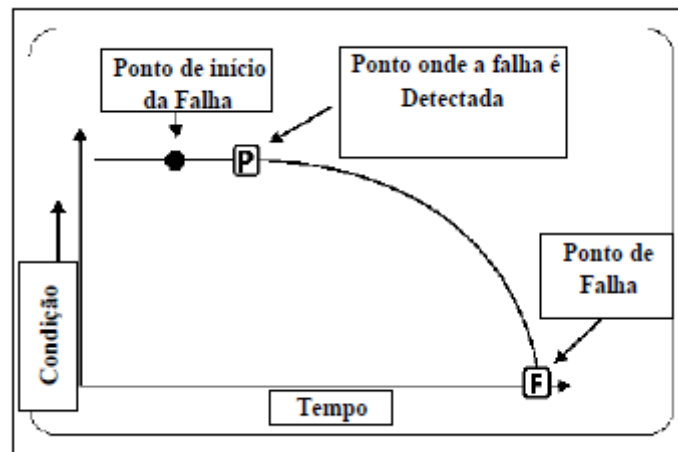 Ponto de início
da Falha
Ponto onde a falha é
Detectada
P
Ponto de
Falha
Condição
F
Tempo